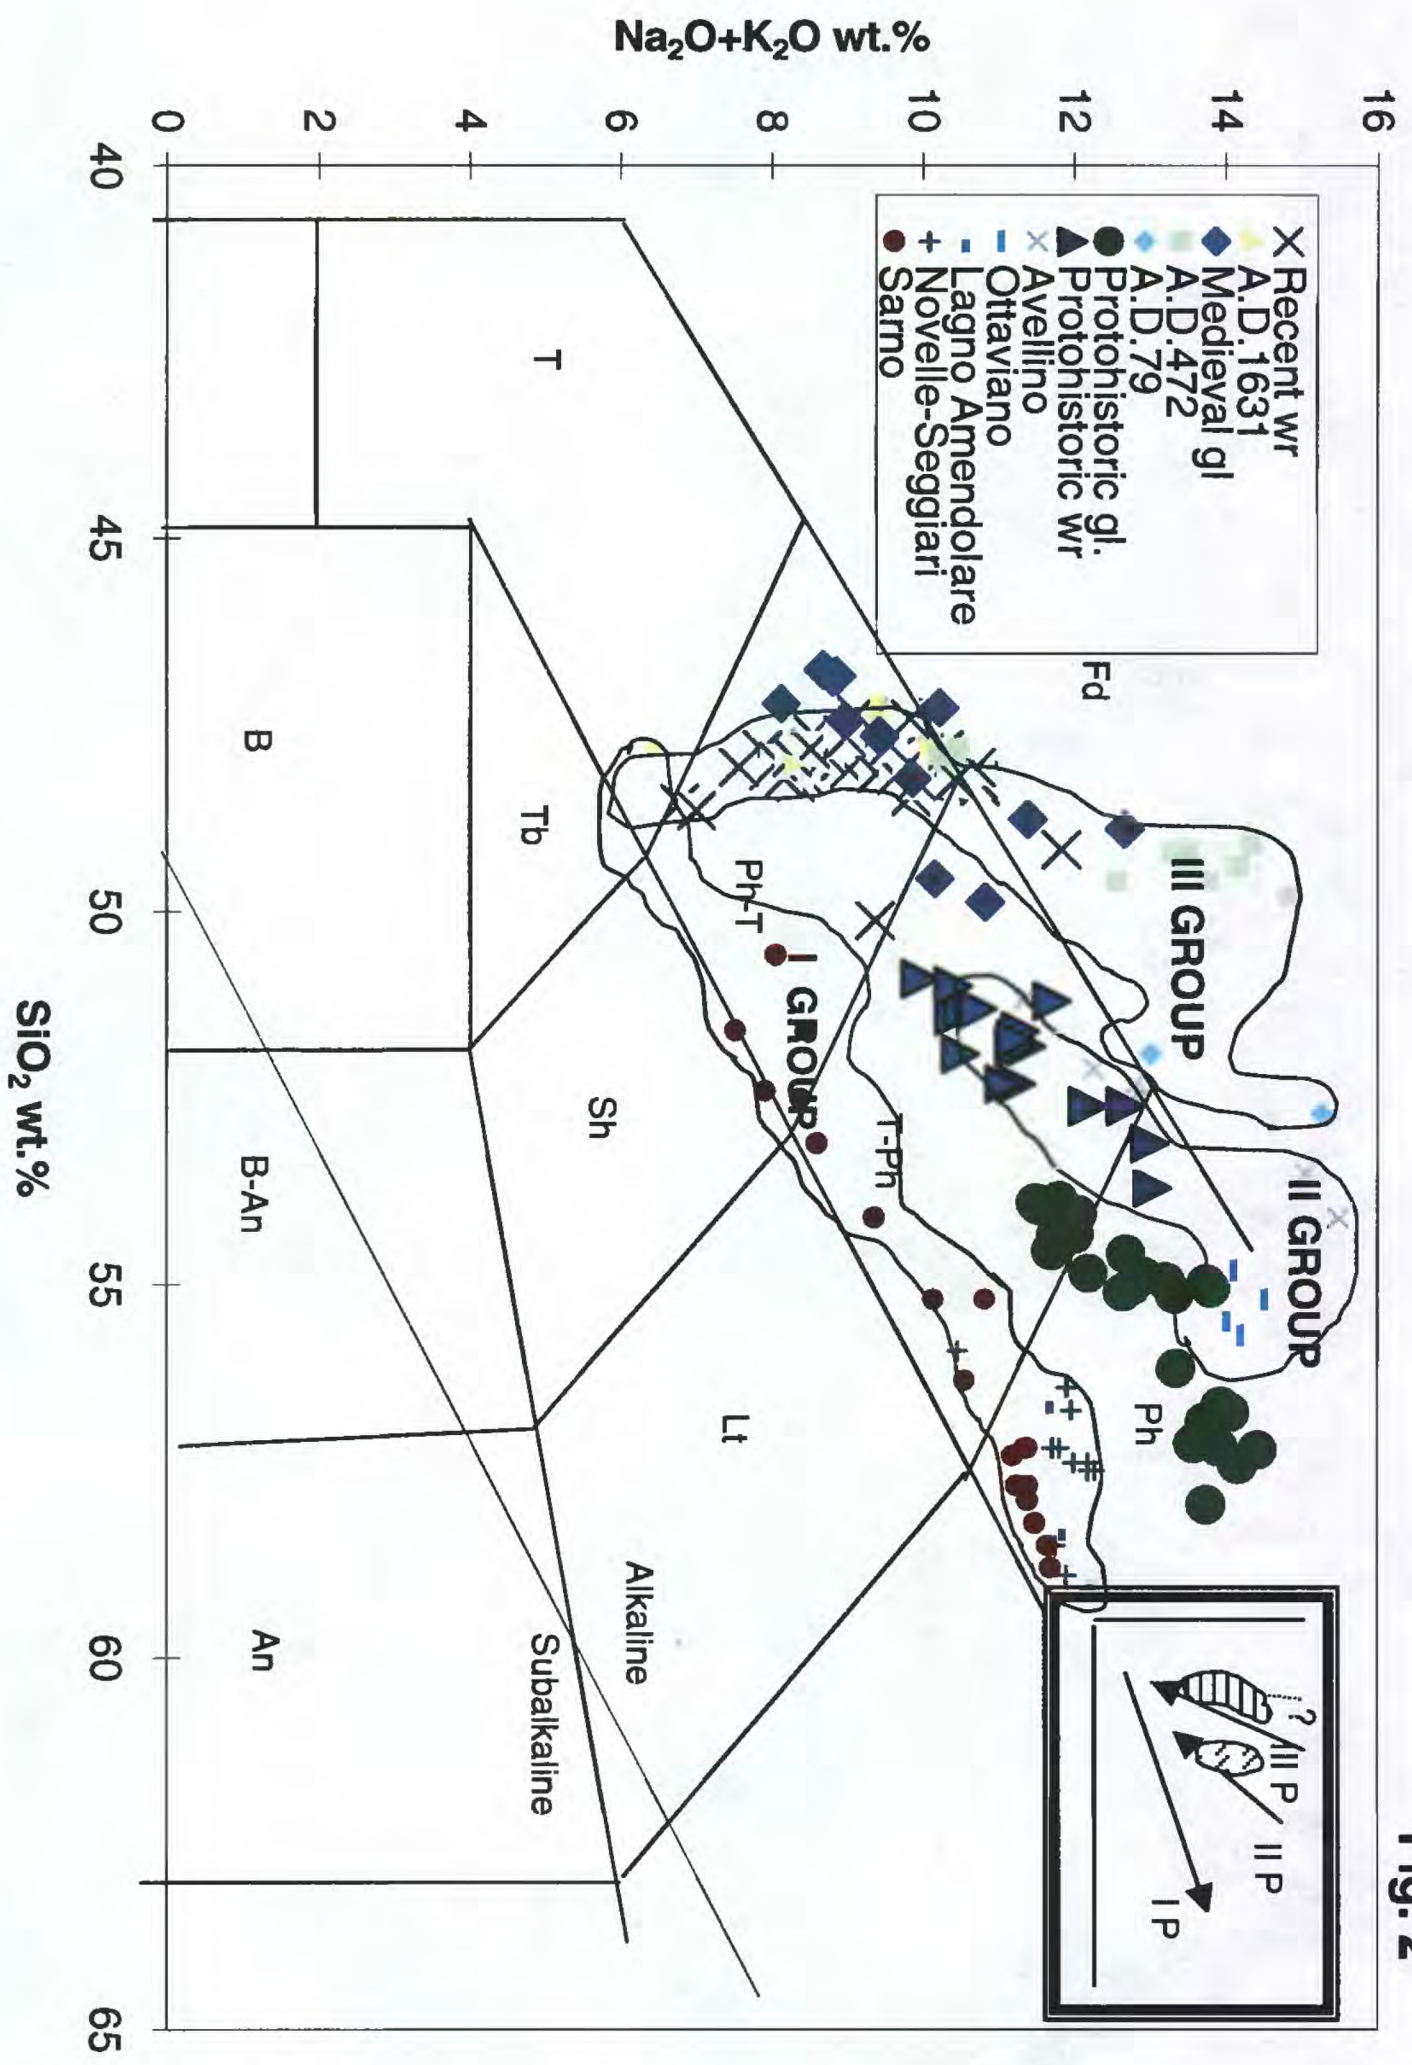 Fig. 2
Na₂O+K₂O wt.%
16
14
12
10
8
6
4
2
0
40
45
50
55
60
65
SiO₂ wt.%
Recent wr
A.D.1631
Medieval gl
A.D.472
A.D.79
Protohistoric gl.
Protohistoric wr
Avellino
Ottaviano
Lagno Amendolare
Novelle-Seggiari
Sarno
Fd
III GROUP
II GROUP
I GROUP
Ph-T
T-Ph
Ph
T
Tb
Sh
Lt
B
B-An
An
Alkaline
Subalkaline
?
III P
II P
I P